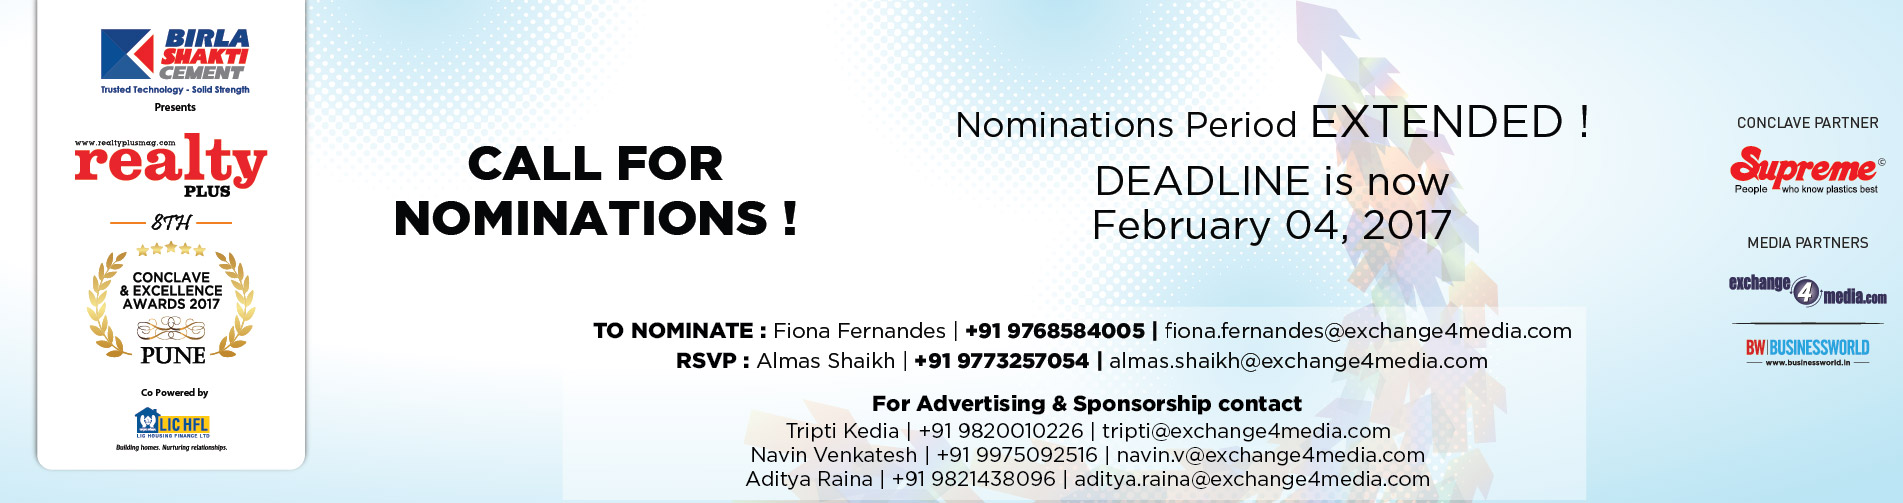 BIRLA
SHAKTI
CEMENT
Trusted Technology - Solid Strength
Presents
www.realtyplusmag.com
realty
PLUS
8TH
CONCLAVE
& EXCELLENCE
AWARDS 2017
PUNE
Co Powered by
LIC HFL
LIC HOUSING FINANCE LTD
Building homes. Nurturing relationships.
CALL FOR
NOMINATIONS !
Nominations Period EXTENDED !
DEADLINE is now
February 04, 2017
TO NOMINATE : Fiona Fernandes | +91 9768584005 | fiona.fernandes@exchange4media.com
RSVP : Almas Shaikh | +91 9773257054 | almas.shaikh@exchange4media.com
For Advertising & Sponsorship contact
Tripti Kedia | +91 9820010226 | tripti@exchange4media.com
Navin Venkatesh | +91 9975092516 | navin.v@exchange4media.com
Aditya Raina | +91 9821438096 | aditya.raina@exchange4media.com
CONCLAVE PARTNER
Supreme ©
People who know plastics best
MEDIA PARTNERS
exchange4media.com
BW|BUSINESSWORLD
www.businessworld.in